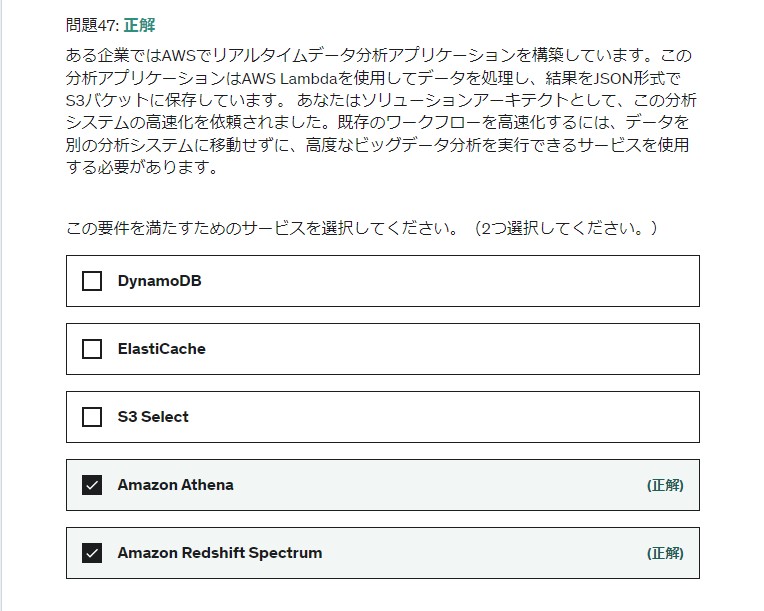 問題47: 正解
ある企業ではAWSでリアルタイムデータ分析アプリケーションを構築しています。この
分析アプリケーションはAWS Lambdaを使用してデータを処理し、結果をJSON形式で
S3バケットに保存しています。 あなたはソリューションアーキテクトとして、この分析
システムの高速化を依頼されました。既存のワークフローを高速化するには、データを
別の分析システムに移動せずに、高度なビッグデータ分析を実行できるサービスを使用
する必要があります。
この要件を満たすためのサービスを選択してください。（2つ選択してください。）
DynamoDB
ElastiCache
S3 Select
Amazon Athena (正解)
Amazon Redshift Spectrum (正解)